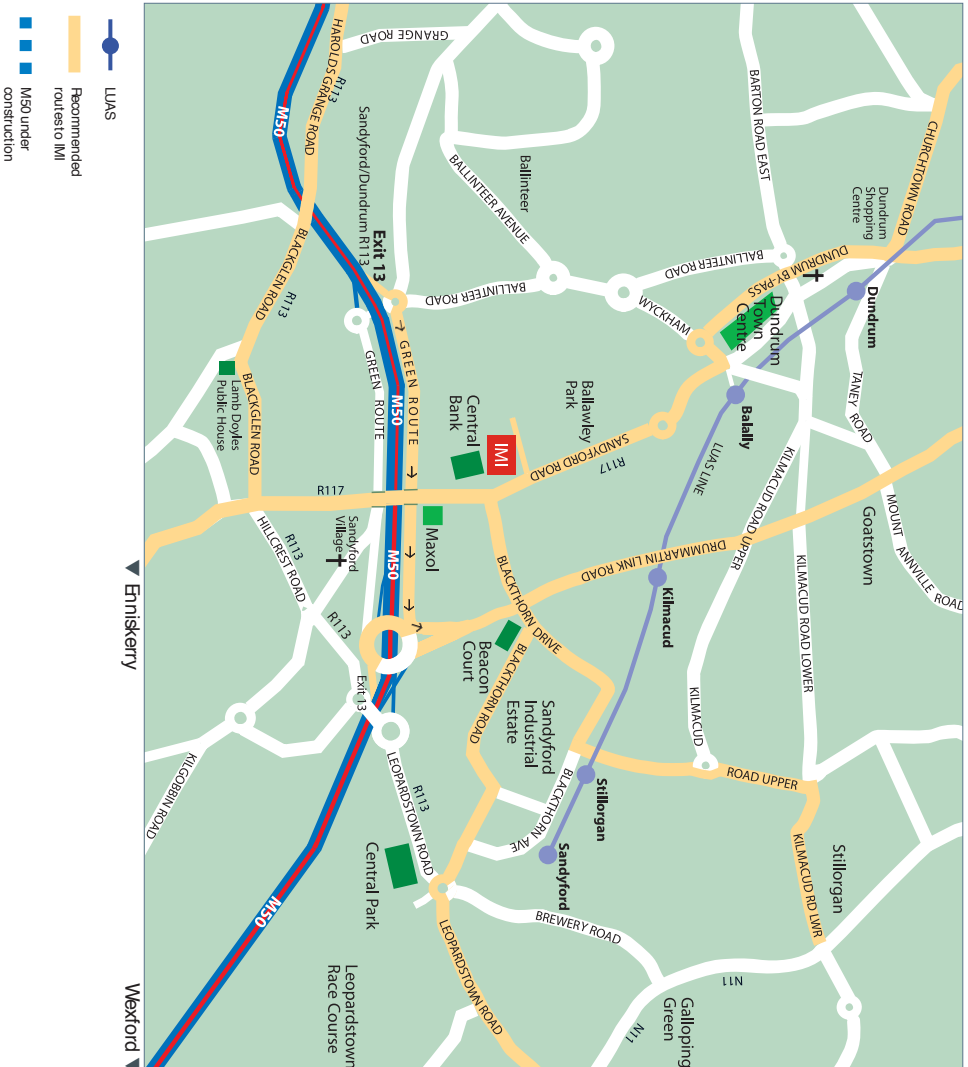 LUAS
Recommended
routes to IMI
M50 under
construction
HAROLDS GRANGE ROAD
R113
GRANGE ROAD
M50
Sandyford/Dundrum R113
Exit 13
Ballinteer
BALLINTEER AVENUE
BARTON ROAD EAST
CHURCHTOWN ROAD
Dundrum
Shopping
Centre
DUNDRUM BY-PASS
BALLINTEER ROAD
BALLINTEER ROAD
WYCKHAM
Dundrum
Town
Centre
Dundrum
Balally
TANEY ROAD
BLACKGLEN ROAD
R113
BLACKGLEN ROAD
Lamb Doyles
Public House
GREEN ROUTE
GREEN ROUTE
M50
Central
Bank
IMI
Ballawley
Park
SANDYFORD ROAD
R117
LUAS LINE
KILMACUD ROAD UPPER
MOUNT ANNVILLE ROAD
Goatstown
R117
Sandyford
Village
Maxol
M50
HILLCREST ROAD
R113
R113
BLACKTHORN DRIVE
DRUMMARTIN LINK ROAD
Kilmacud
KILMACUD ROAD LOWER
KILMACUD
Enniskerry
Beacon
Court
BLACKTHORN ROAD
Sandyford
Industrial
Estate
Exit 13
KILGOBBIN ROAD
LEOPARDSTOWN ROAD
R113
BLACKTHORN AVE
Stillorgan
Sandyford
ROAD UPPER
KILMACUD RD LWR
Stillorgan
Central Park
M50
BREWERY ROAD
LEOPARDSTOWN ROAD
N11
N11
Galloping
Green
Leopardstown
Race Course
Wexford